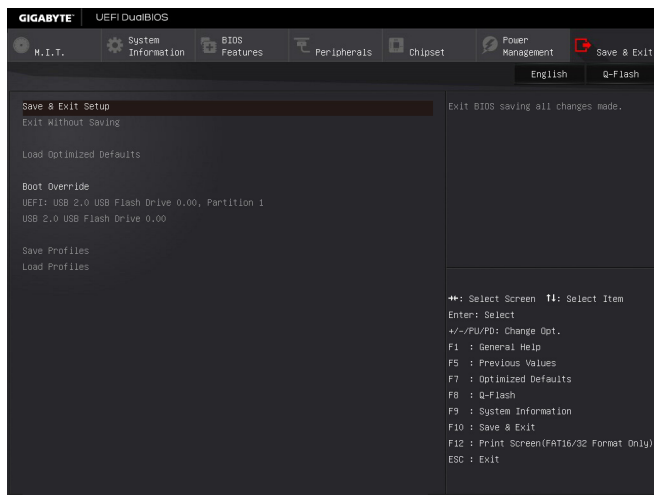 GIGABYTE™ UEFI DualBIOS
M.I.T.
System Information
BIOS Features
Peripherals
Chipset
Power Management
Save & Exit
English
Q-Flash
Save & Exit Setup
Exit Without Saving
Load Optimized Defaults
Boot Override
UEFI: USB 2.0 USB Flash Drive 0.00, Partition 1
USB 2.0 USB Flash Drive 0.00
Save Profiles
Load Profiles
Exit BIOS saving all changes made.
→←: Select Screen ↑↓: Select Item
Enter: Select
+/-/PU/PD: Change Opt.
F1 : General Help
F5 : Previous Values
F7 : Optimized Defaults
F8 : Q-Flash
F9 : System Information
F10 : Save & Exit
F12 : Print Screen(FAT16/32 Format Only)
ESC : Exit